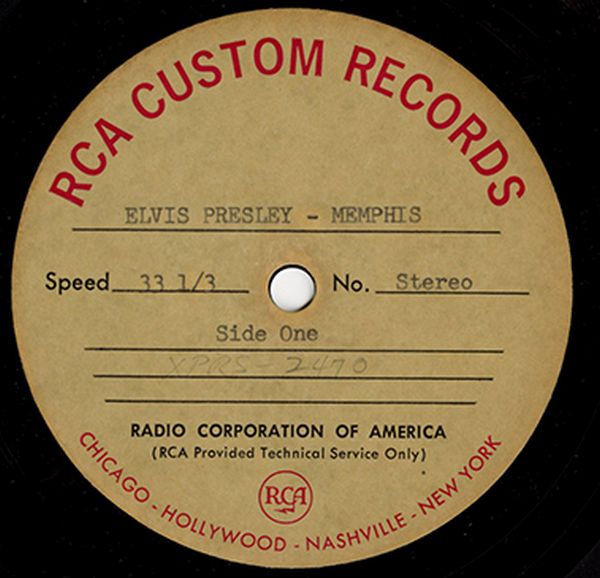 RCA CUSTOM RECORDS
ELVIS PRESLEY - MEMPHIS
Speed 33 1/3 No. Stereo
Side One
XPRS-2470
RADIO CORPORATION OF AMERICA
(RCA Provided Technical Service Only)
RCA
CHICAGO - HOLLYWOOD - NASHVILLE - NEW YORK